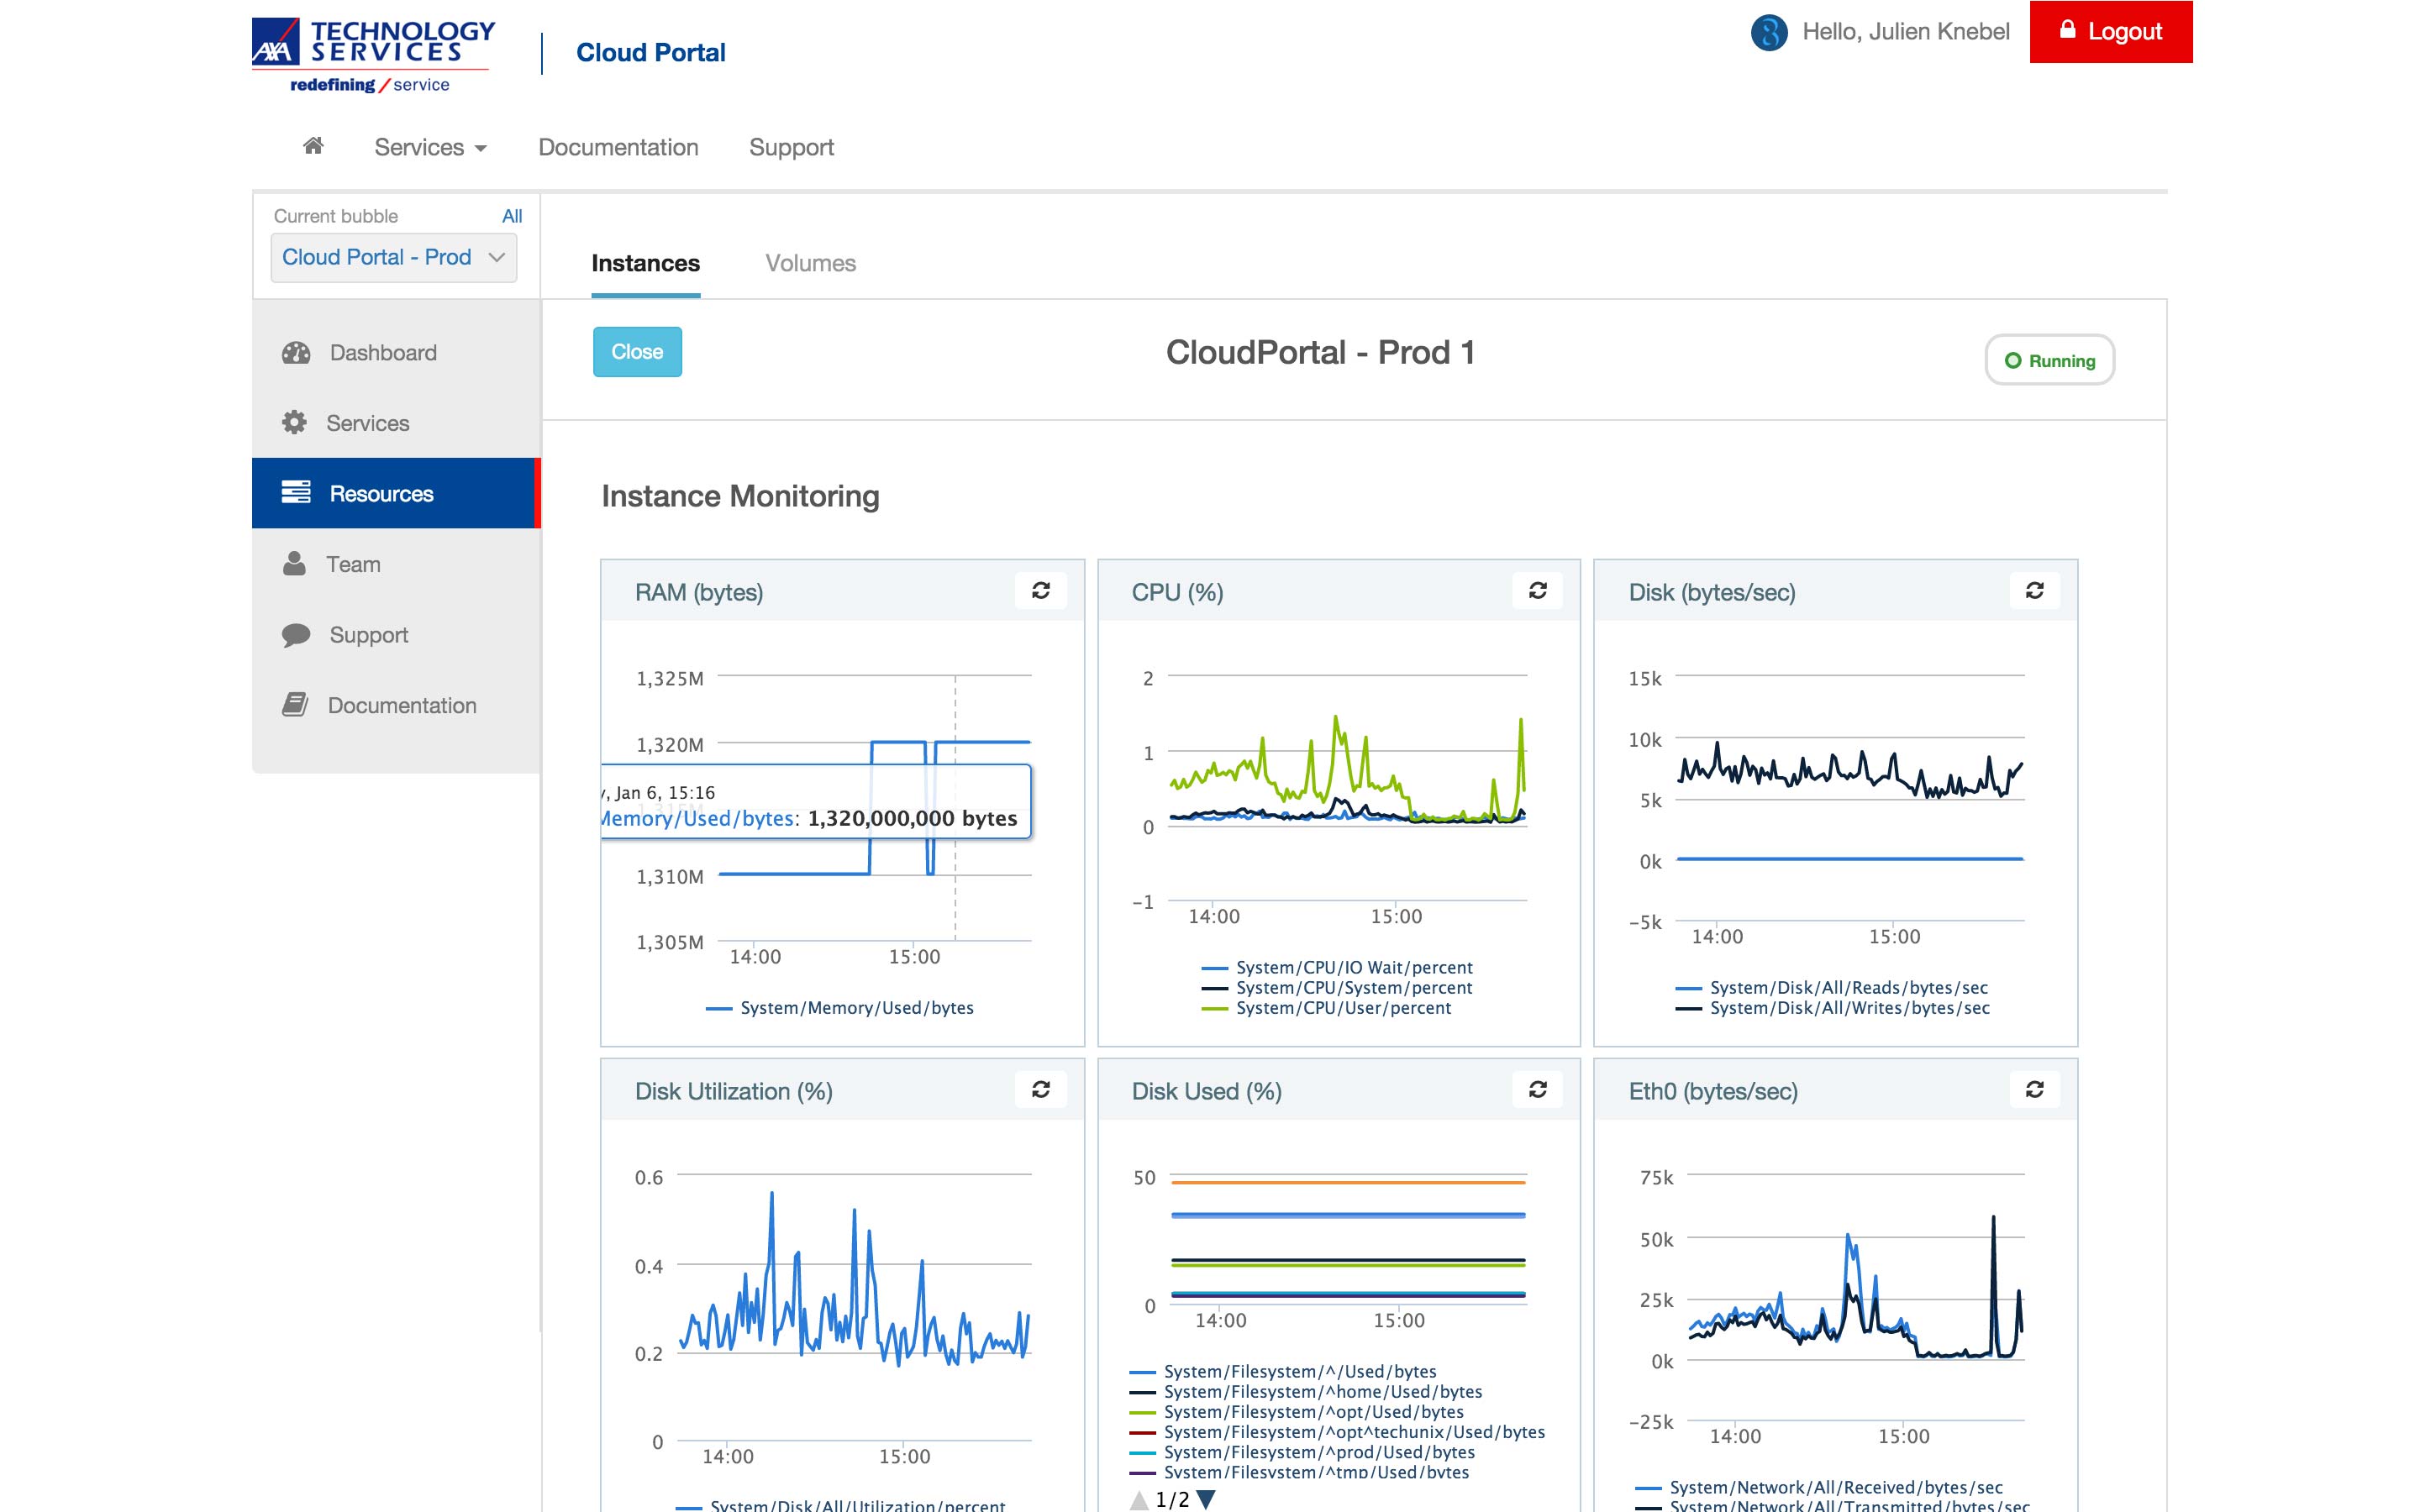 AXA TECHNOLOGY
SERVICES
redefining / service
Cloud Portal
Hello, Julien Knebel
Logout
Services
Documentation
Support
Current bubble
All
Cloud Portal - Prod
Dashboard
Services
Resources
Team
Support
Documentation
Instances
Volumes
Close
CloudPortal - Prod 1
Running
Instance Monitoring
RAM (bytes)
1,325M
1,320M
1,315M
1,310M
1,305M
, Jan 6, 15:16
Memory/Used/bytes: 1,320,000,000 bytes
14:00
15:00
System/Memory/Used/bytes
CPU (%)
2
1
0
-1
14:00
15:00
System/CPU/IO Wait/percent
System/CPU/System/percent
System/CPU/User/percent
Disk (bytes/sec)
15k
10k
5k
0k
-5k
14:00
15:00
System/Disk/All/Reads/bytes/sec
System/Disk/All/Writes/bytes/sec
Disk Utilization (%)
0.6
0.4
0.2
0
14:00
15:00
System/Disk/All/Utilization/percent
Disk Used (%)
50
0
14:00
15:00
System/Filesystem/^/Used/bytes
System/Filesystem/^home/Used/bytes
System/Filesystem/^opt/Used/bytes
System/Filesystem/^opt^techunix/Used/bytes
System/Filesystem/^prod/Used/bytes
System/Filesystem/^tmp/Used/bytes
1/2
Eth0 (bytes/sec)
75k
50k
25k
0k
-25k
14:00
15:00
System/Network/All/Received/bytes/sec
System/Network/All/Transmitted/bytes/sec